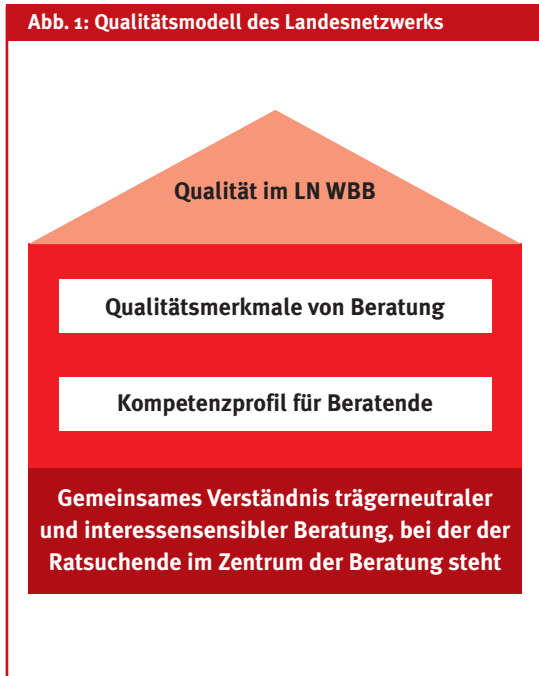 Abb. 1: Qualitätsmodell des Landesnetzwerks
Qualität im LN WBB
Qualitätsmerkmale von Beratung
Kompetenzprofil für Beratende
Gemeinsames Verständnis trägerneutraler
und interessensensibler Beratung, bei der der
Ratsuchende im Zentrum der Beratung steht